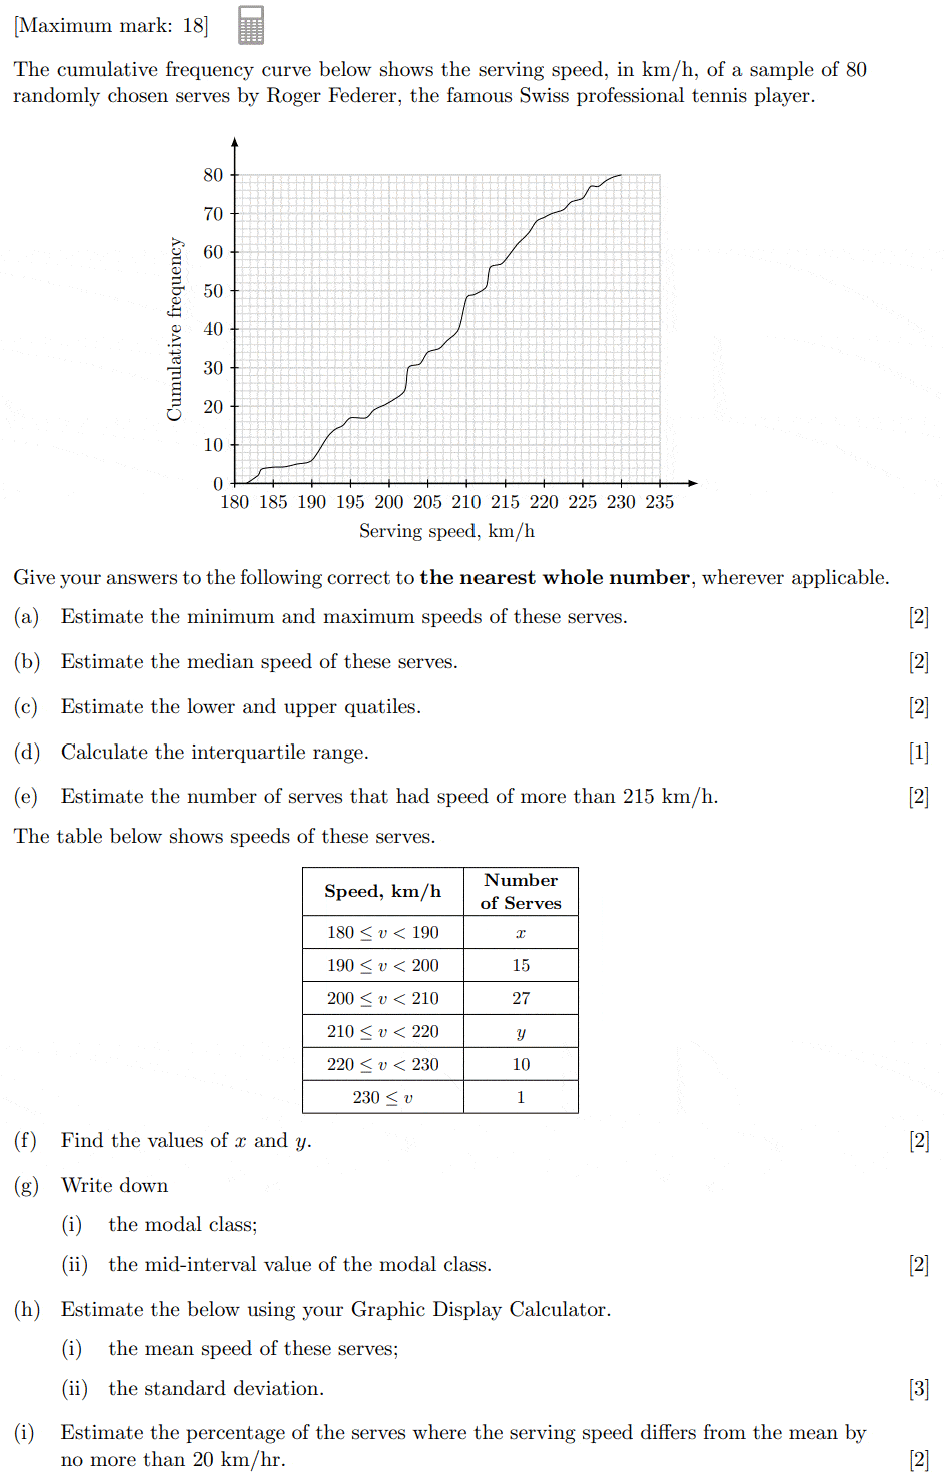 [Maximum mark: 18]
The cumulative frequency curve below shows the serving speed, in km/h, of a sample of 80
randomly chosen serves by Roger Federer, the famous Swiss professional tennis player.
80
70
60
50
40
30
20
10
0
Cumulative frequency
180 185 190 195 200 205 210 215 220 225 230 235
Serving speed, km/h
Give your answers to the following correct to the nearest whole number, wherever applicable.
(a) Estimate the minimum and maximum speeds of these serves. [2]
(b) Estimate the median speed of these serves. [2]
(c) Estimate the lower and upper quatiles. [2]
(d) Calculate the interquartile range. [1]
(e) Estimate the number of serves that had speed of more than 215 km/h. [2]
The table below shows speeds of these serves.
Speed, km/h Number of Serves
180 ≤ v < 190 x
190 ≤ v < 200 15
200 ≤ v < 210 27
210 ≤ v < 220 y
220 ≤ v < 230 10
230 ≤ v 1
(f) Find the values of x and y. [2]
(g) Write down
(i) the modal class;
(ii) the mid-interval value of the modal class. [2]
(h) Estimate the below using your Graphic Display Calculator.
(i) the mean speed of these serves;
(ii) the standard deviation. [3]
(i) Estimate the percentage of the serves where the serving speed differs from the mean by
no more than 20 km/hr. [2]